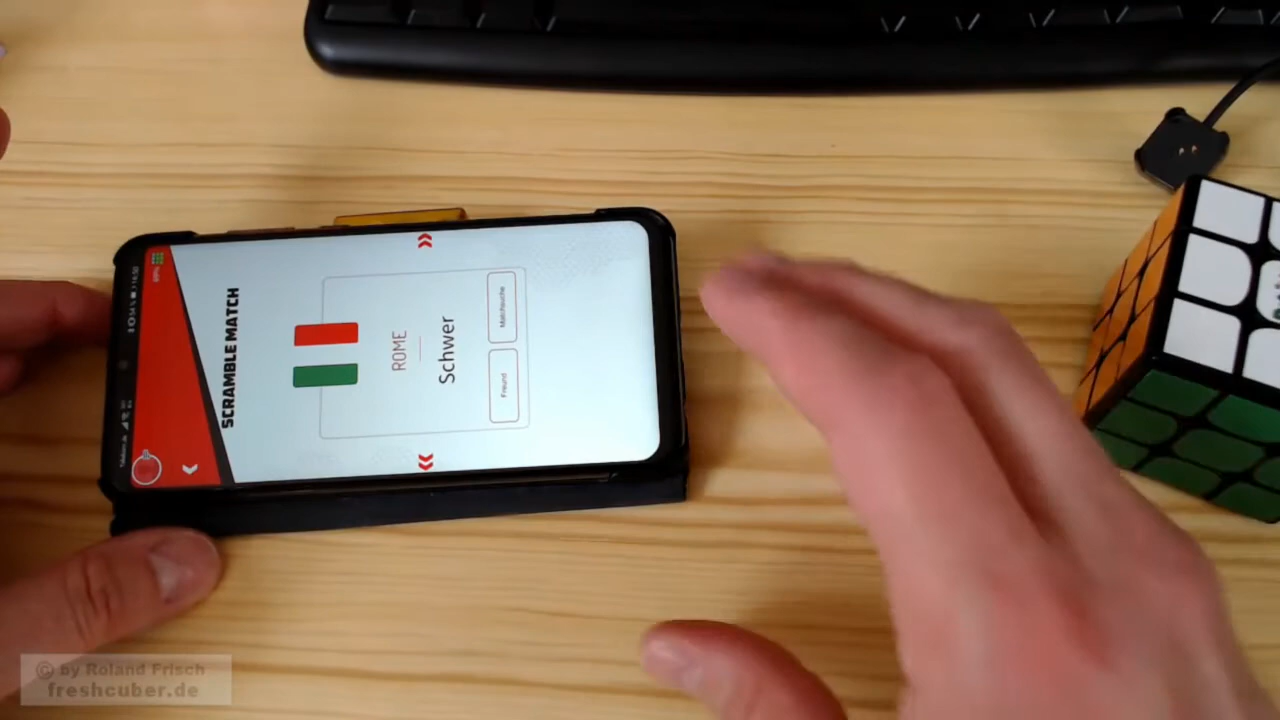 SCRAMBLE MATCH
ROME
Schwer
Freund
Matchsuche
© by Roland Frisch
freshcuber.de